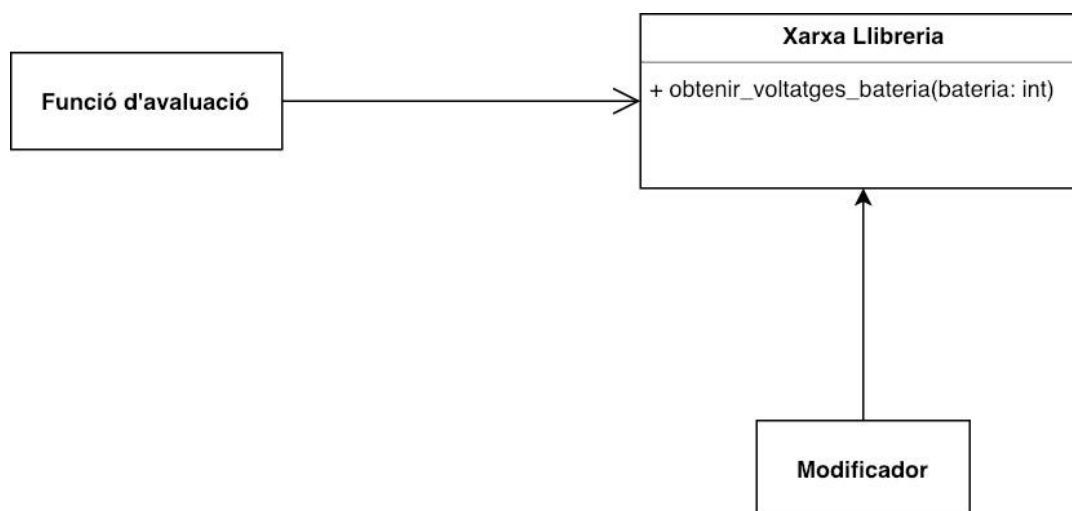 Xarxa Llibreria
Funció d'avaluació
+ obtenir_voltatges_bateria(bateria: int)
Modificador